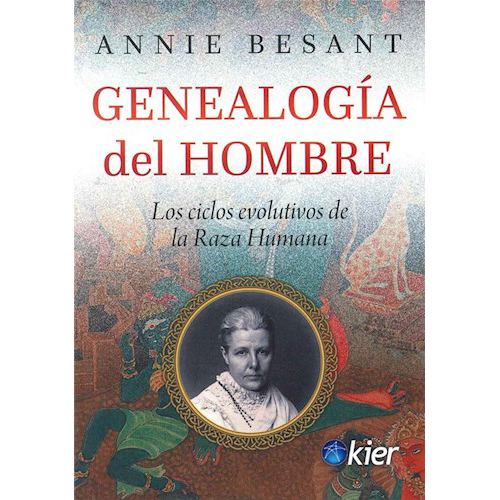 ANNIE BESANT
GENEALOGÍA
del HOMBRE
Los ciclos evolutivos de
la Raza Humana
kier